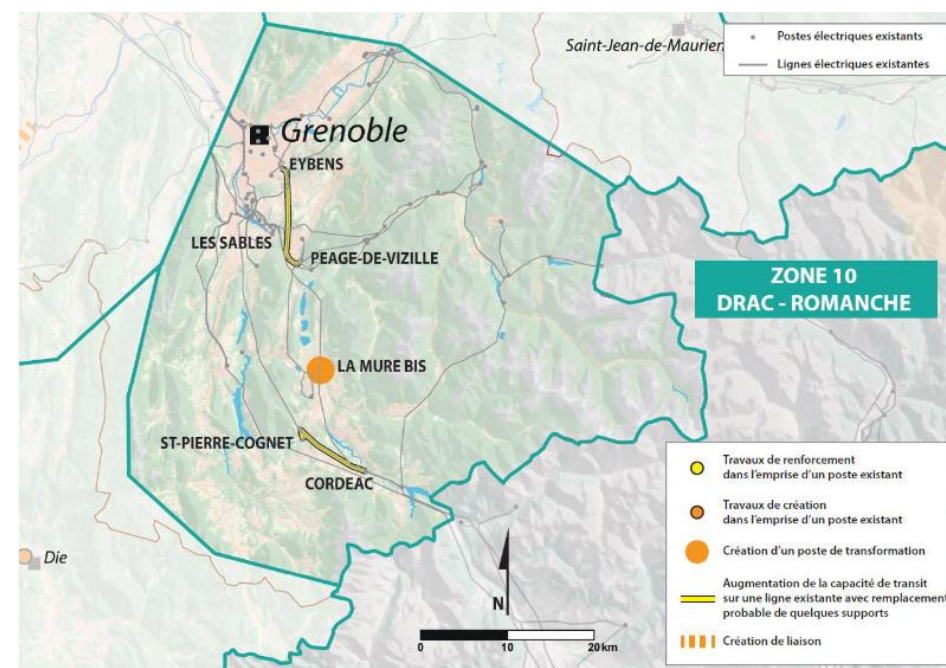 Saint-Jean-de-Maurien
Postes électriques existants
Lignes électriques existantes
Grenoble
EYBENS
LES SABLES
PEAGE-DE-VIZILLE
ZONE 10
DRAC - ROMANCHE
LA MURE BIS
ST-PIERRE-COGNET
CORDEAC
Die
N
0 10 20 km
Travaux de renforcement
dans l'emprise d'un poste existant
Travaux de création
dans l'emprise d'un poste existant
Création d'un poste de transformation
Augmentation de la capacité de transit
sur une ligne existante avec remplacement
probable de quelques supports
Création de liaison